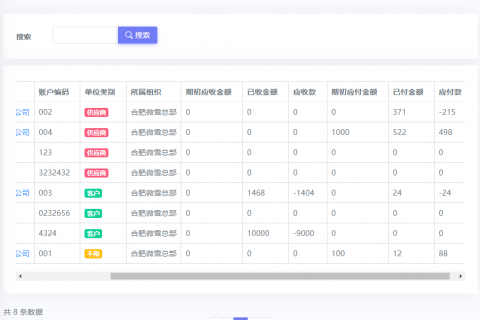 搜索 搜索
账户编码 单位类别 所属组织 期初应收金额 已收金额 应收款 期初应付金额 已付金额 应付款
公司 002 供应商 合肥微雪总部 0 0 0 0 371 -215
公司 004 供应商 合肥微雪总部 0 0 0 1000 522 498
123 供应商 合肥微雪总部 0 0 0 0 0 0
3232432 供应商 合肥微雪总部 0 0 0 0 0 0
公司 003 客户 合肥微雪总部 0 1468 -1404 0 24 -24
0232656 客户 合肥微雪总部 0 0 0 0 0 0
4324 客户 合肥微雪总部 0 10000 -9000 0 0 0
公司 001 不限 合肥微雪总部 0 0 0 100 12 88
共 8 条数据